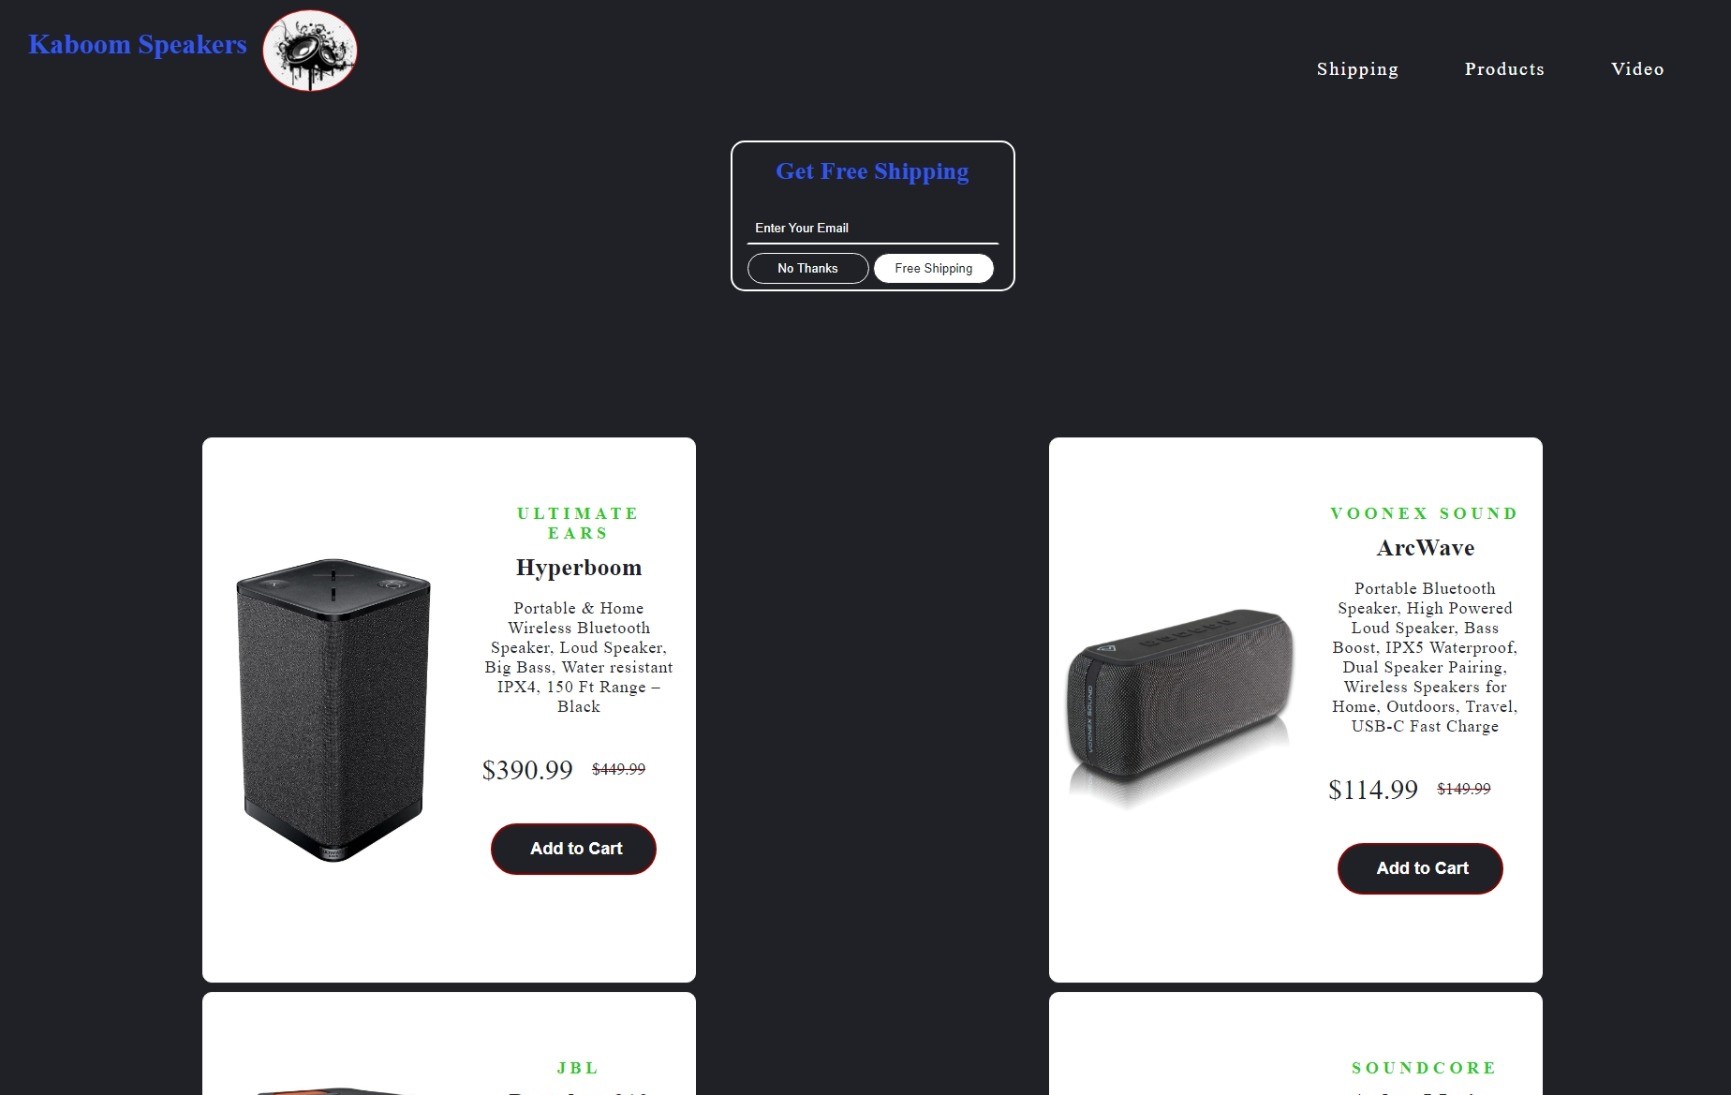 Kaboom Speakers
Shipping
Products
Video
Get Free Shipping
Enter Your Email
No Thanks
Free Shipping
ULTIMATE
EARS
Hyperboom
Portable & Home
Wireless Bluetooth
Speaker, Loud Speaker,
Big Bass, Water resistant
IPX4, 150 Ft Range –
Black
$390.99 $449.99
Add to Cart
VOONEX SOUND
VOONEX SOUND
ArcWave
Portable Bluetooth
Speaker, High Powered
Loud Speaker, Bass
Boost, IPX5 Waterproof,
Dual Speaker Pairing,
Wireless Speakers for
Home, Outdoors, Travel,
USB-C Fast Charge
$114.99 $149.99
Add to Cart
JBL
SOUNDCORE